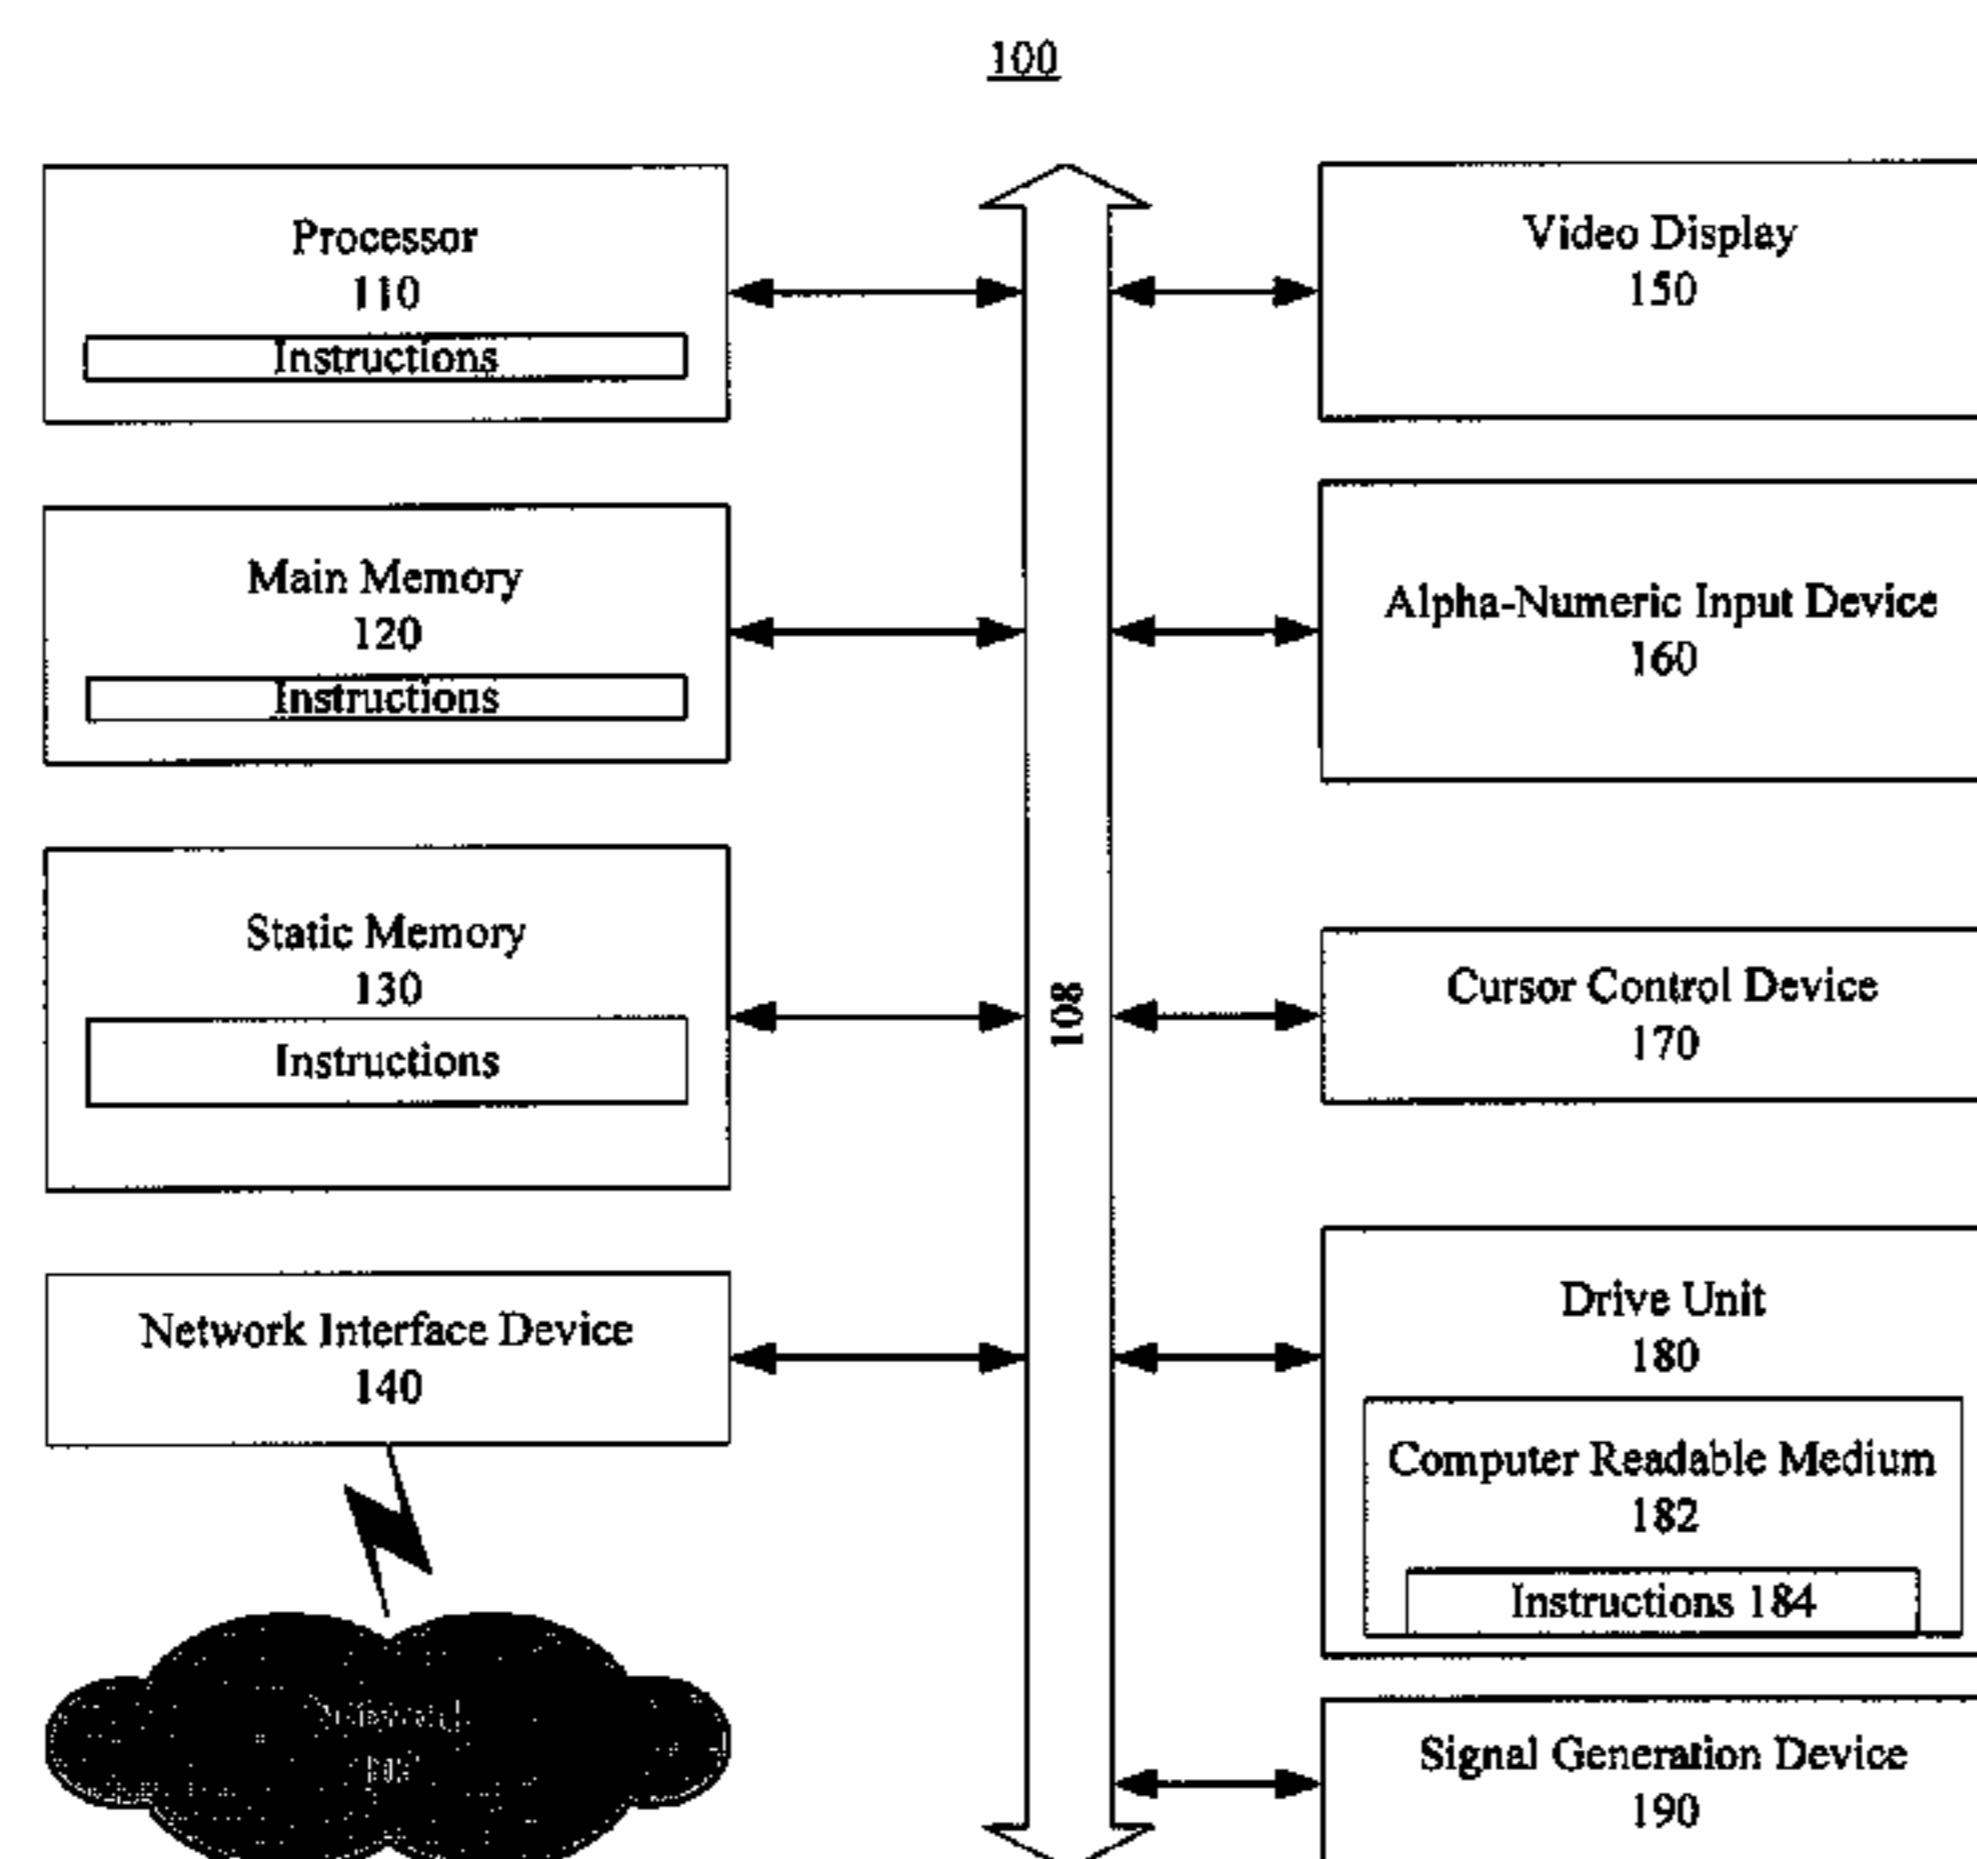 100
Processor
110
Instructions
Main Memory
120
Instructions
Static Memory
130
Instructions
Network Interface Device
140
108
Video Display
150
Alpha-Numeric Input Device
160
Cursor Control Device
170
Drive Unit
180
Computer Readable Medium
182
Instructions 184
Signal Generation Device
190